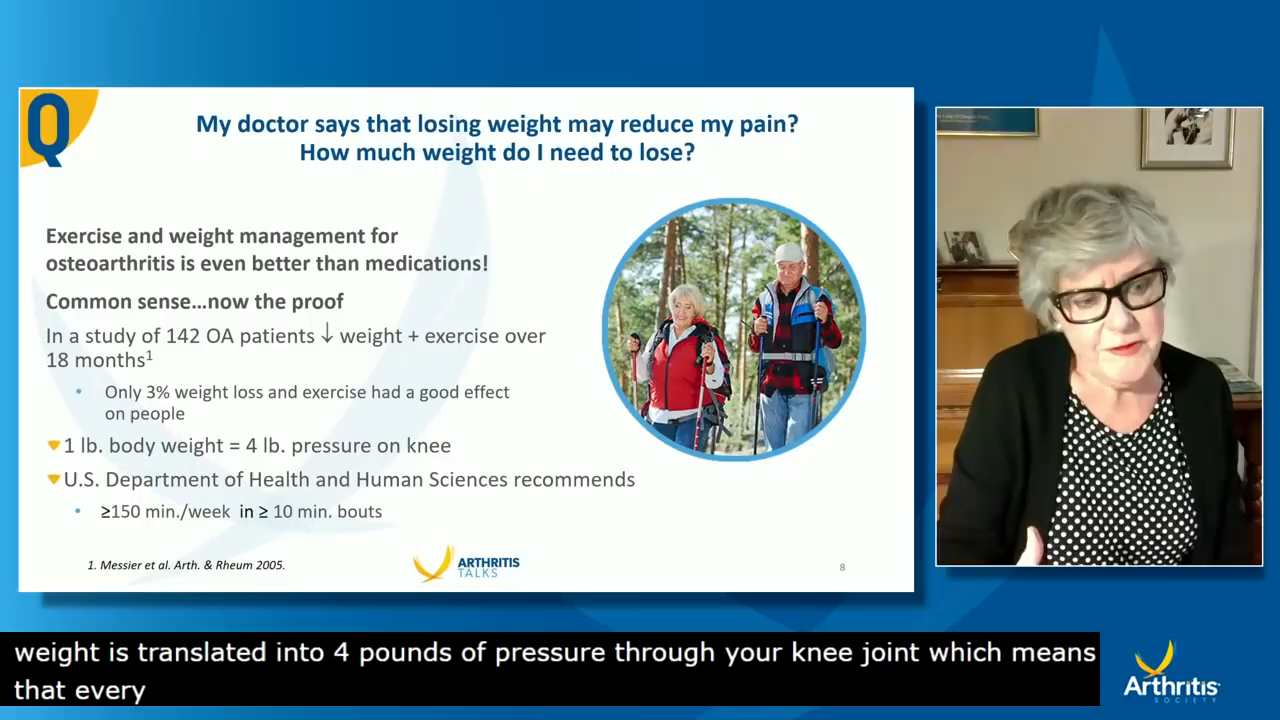 Q
My doctor says that losing weight may reduce my pain?
How much weight do I need to lose?
Exercise and weight management for
osteoarthritis is even better than medications!
Common sense...now the proof
In a study of 142 OA patients ↓ weight + exercise over
18 months1
• Only 3% weight loss and exercise had a good effect
on people
1 lb. body weight = 4 lb. pressure on knee
U.S. Department of Health and Human Sciences recommends
• ≥150 min./week in ≥ 10 min. bouts
1. Messier et al. Arth. & Rheum 2005.
ARTHRITIS
TALKS
8
weight is translated into 4 pounds of pressure through your knee joint which means
that every
Arthritis
SOCIETY